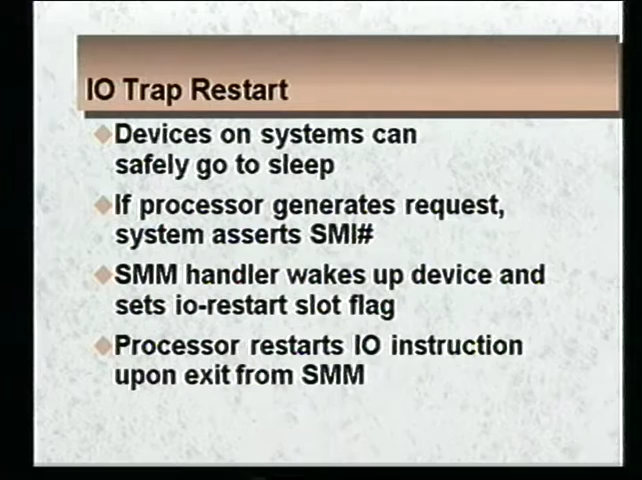 IO Trap Restart
Devices on systems can
safely go to sleep
If processor generates request,
system asserts SMI#
SMM handler wakes up device and
sets io-restart slot flag
Processor restarts IO instruction
upon exit from SMM